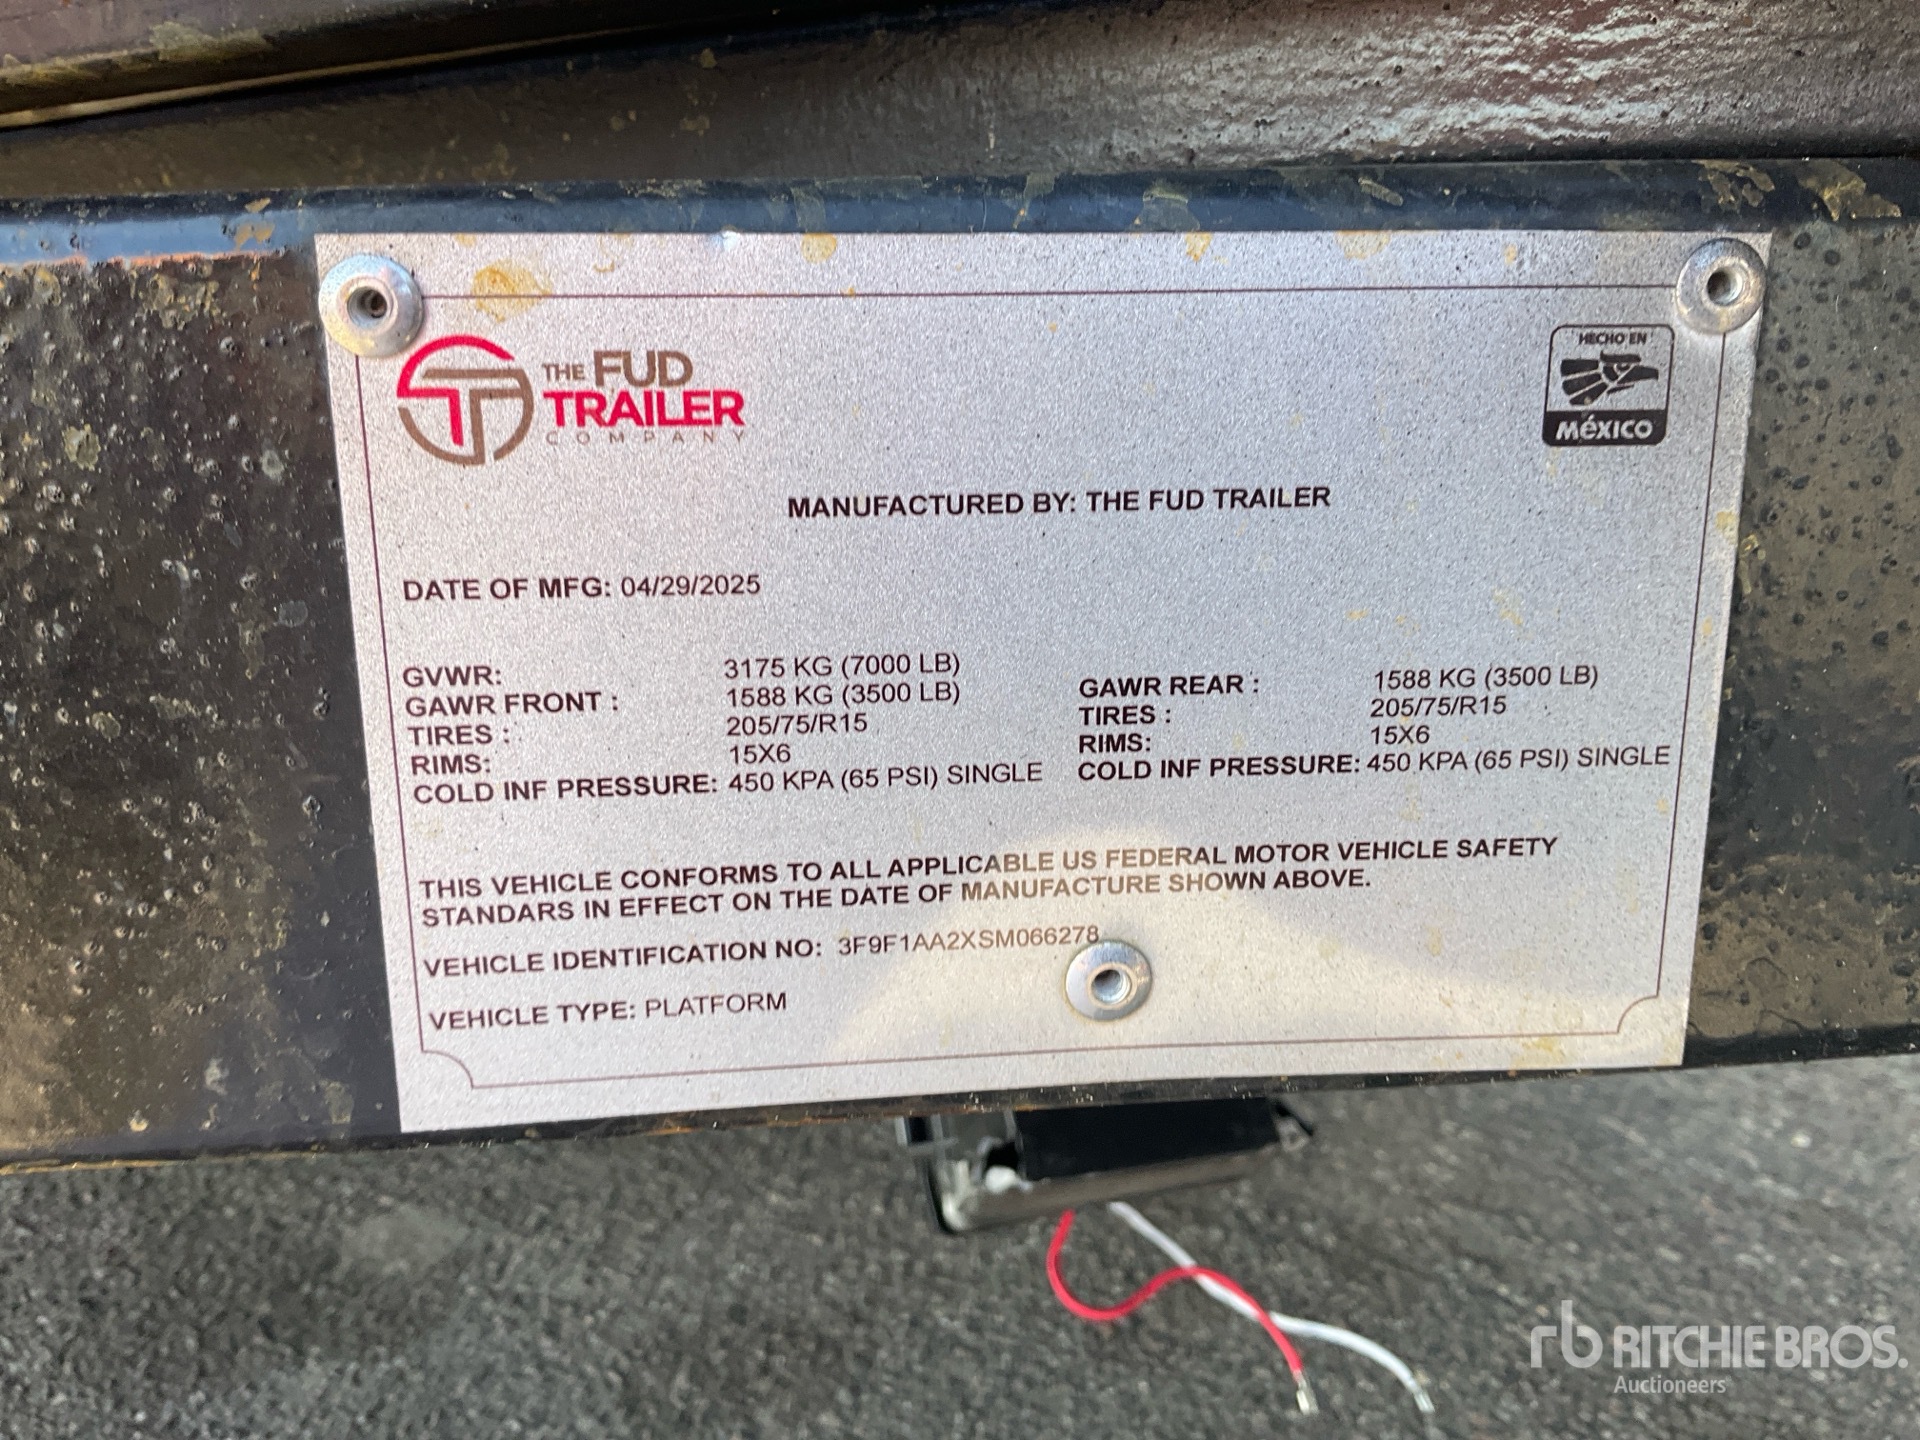 THE FUD
TRAILER
COMPANY
HECHO EN
MÉXICO
MANUFACTURED BY: THE FUD TRAILER
DATE OF MFG: 04/29/2025
GVWR: 3175 KG (7000 LB)
GAWR FRONT : 1588 KG (3500 LB)
TIRES : 205/75/R15
RIMS: 15X6
COLD INF PRESSURE: 450 KPA (65 PSI) SINGLE
GAWR REAR : 1588 KG (3500 LB)
TIRES : 205/75/R15
RIMS: 15X6
COLD INF PRESSURE: 450 KPA (65 PSI) SINGLE
THIS VEHICLE CONFORMS TO ALL APPLICABLE US FEDERAL MOTOR VEHICLE SAFETY
STANDARS IN EFFECT ON THE DATE OF MANUFACTURE SHOWN ABOVE.
VEHICLE IDENTIFICATION NO: 3F9F1AA2XSM066278
VEHICLE TYPE: PLATFORM
rb RITCHIE BROS.
Auctioneers